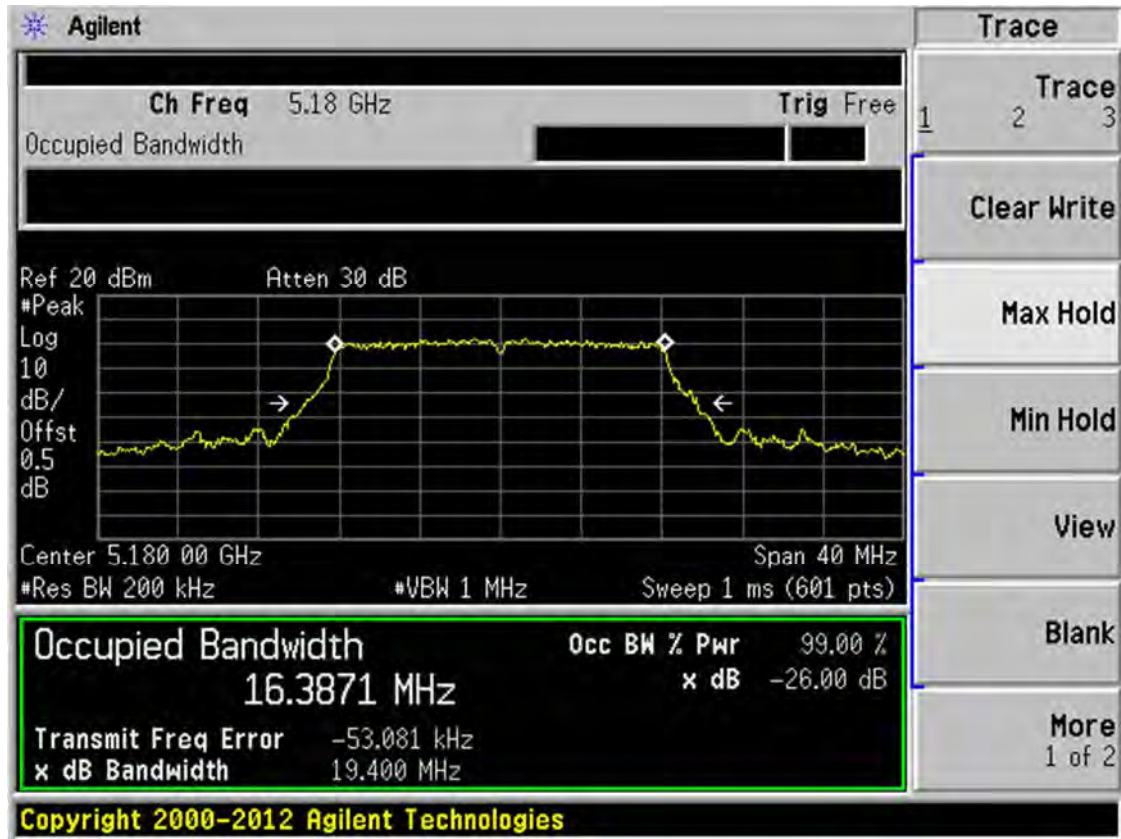 Agilent
Trace
Ch Freq 5.18 GHz Trig Free
Occupied Bandwidth
Trace
1 2 3
Clear Write
Max Hold
Min Hold
View
Blank
More
1 of 2
Ref 20 dBm Atten 30 dB
#Peak
Log
10
dB/
Offst
0.5
dB
Center 5.180 00 GHz Span 40 MHz
#Res BW 200 kHz #VBW 1 MHz Sweep 1 ms (601 pts)
Occupied Bandwidth
16.3871 MHz
Occ BW % Pwr 99.00 %
x dB -26.00 dB
Transmit Freq Error -53.081 kHz
x dB Bandwidth 19.400 MHz
Copyright 2000-2012 Agilent Technologies